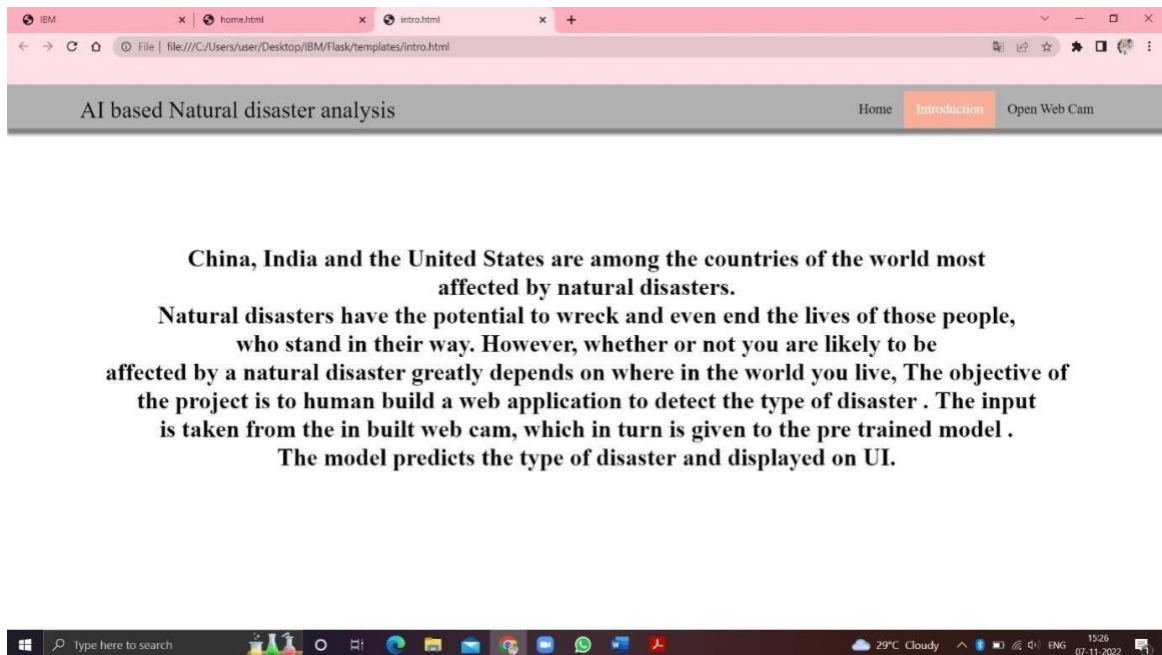 IBM
home.html
intro.html
File | file:///C:/Users/user/Desktop/IBM/Flask/templates/intro.html
AI based Natural disaster analysis
Home
Introduction
Open Web Cam
China, India and the United States are among the countries of the world most
affected by natural disasters.
Natural disasters have the potential to wreck and even end the lives of those people,
who stand in their way. However, whether or not you are likely to be
affected by a natural disaster greatly depends on where in the world you live, The objective of
the project is to human build a web application to detect the type of disaster . The input
is taken from the in built web cam, which in turn is given to the pre trained model .
The model predicts the type of disaster and displayed on UI.
Type here to search
29°C Cloudy
ENG
15:26
07-11-2022